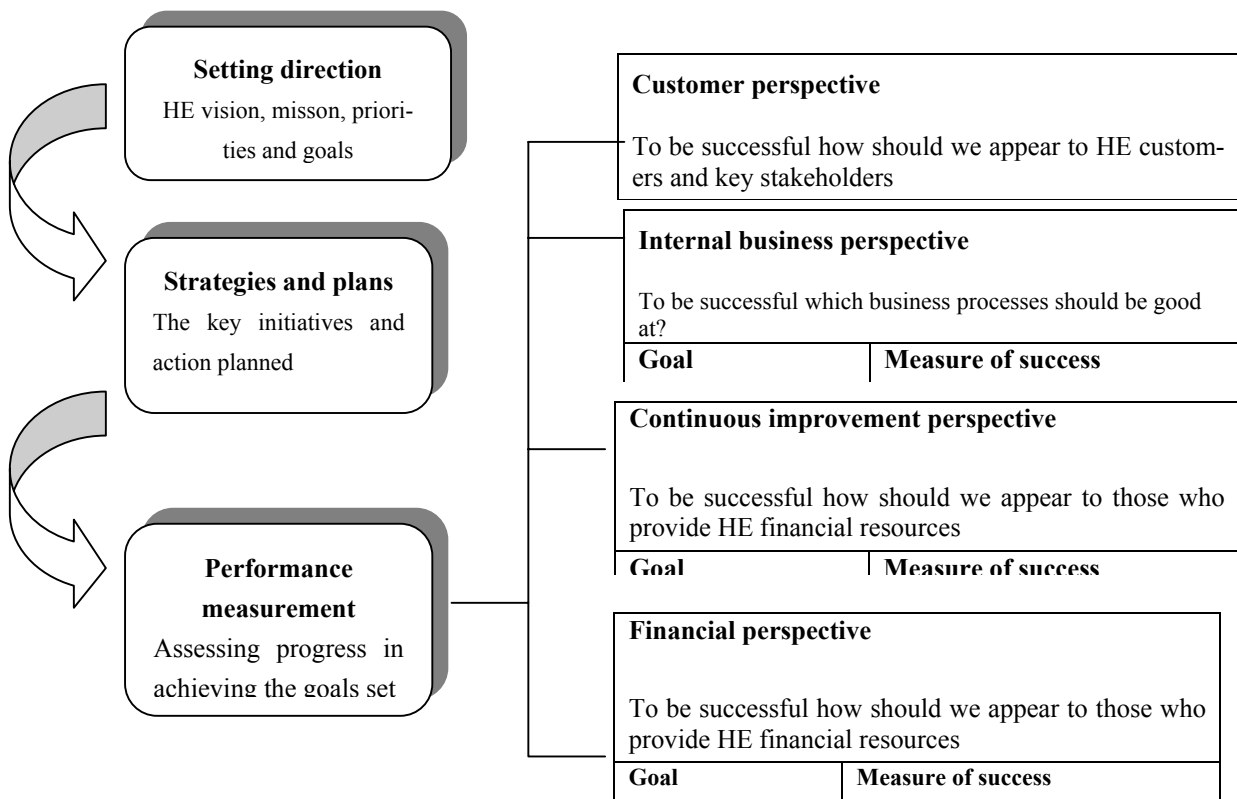 Setting direction
HE vision, misson, priori-
ties and goals
Strategies and plans
The key initiatives and
action planned
Performance
measurement
Assessing progress in
achieving the goals set
Customer perspective
To be successful how should we appear to HE custom-
ers and key stakeholders
Internal business perspective
To be successful which business processes should be good
at?
Goal Measure of success
Continuous improvement perspective
To be successful how should we appear to those who
provide HE financial resources
Goal Measure of success
Financial perspective
To be successful how should we appear to those who
provide HE financial resources
Goal Measure of success